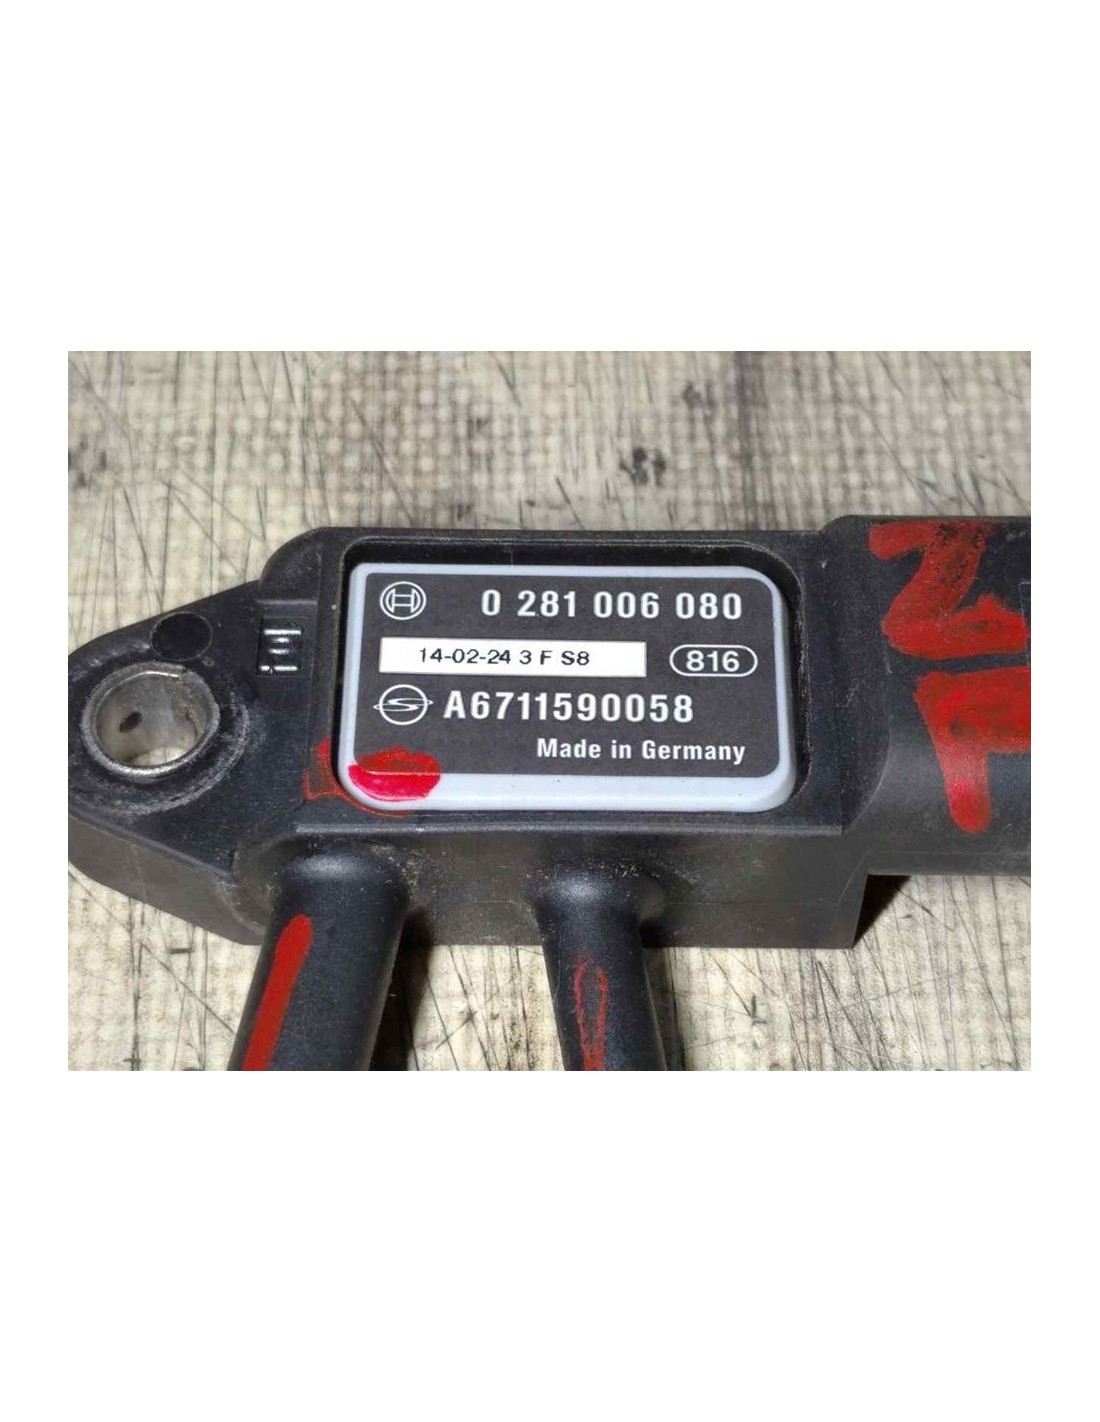 0 281 006 080
14-02-24 3 F S8 816
A6711590058
Made in Germany